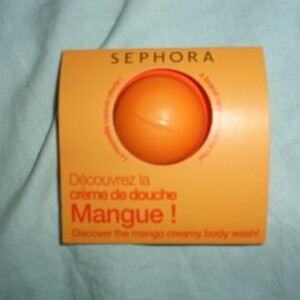 SEPHORA
Découvrez la
crème de douche
Mangue !
Discover the mango creamy body wash!